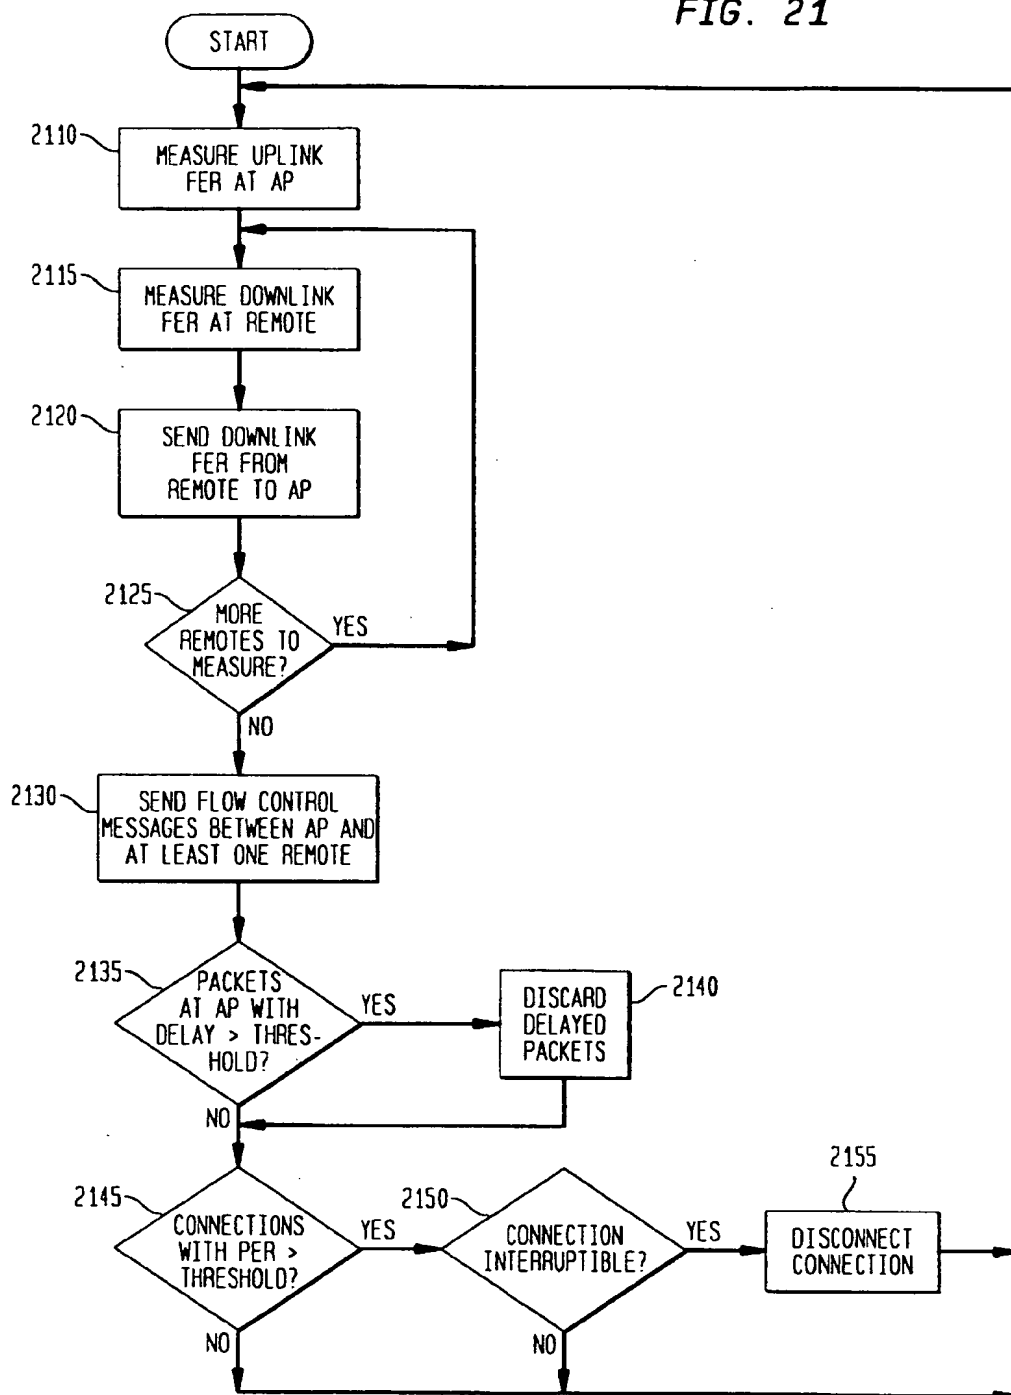 FIG. 21
START
2110
MEASURE UPLINK
FER AT AP
2115
MEASURE DOWNLINK
FER AT REMOTE
2120
SEND DOWNLINK
FER FROM
REMOTE TO AP
2125
MORE
REMOTES TO
MEASURE?
YES
NO
2130
SEND FLOW CONTROL
MESSAGES BETWEEN AP AND
AT LEAST ONE REMOTE
2135
PACKETS
AT AP WITH
DELAY > THRES-
HOLD?
YES
DISCARD
DELAYED
PACKETS
2140
NO
2145
CONNECTIONS
WITH PER >
THRESHOLD?
YES
2150
CONNECTION
INTERRUPTIBLE?
YES
2155
DISCONNECT
CONNECTION
NO
NO